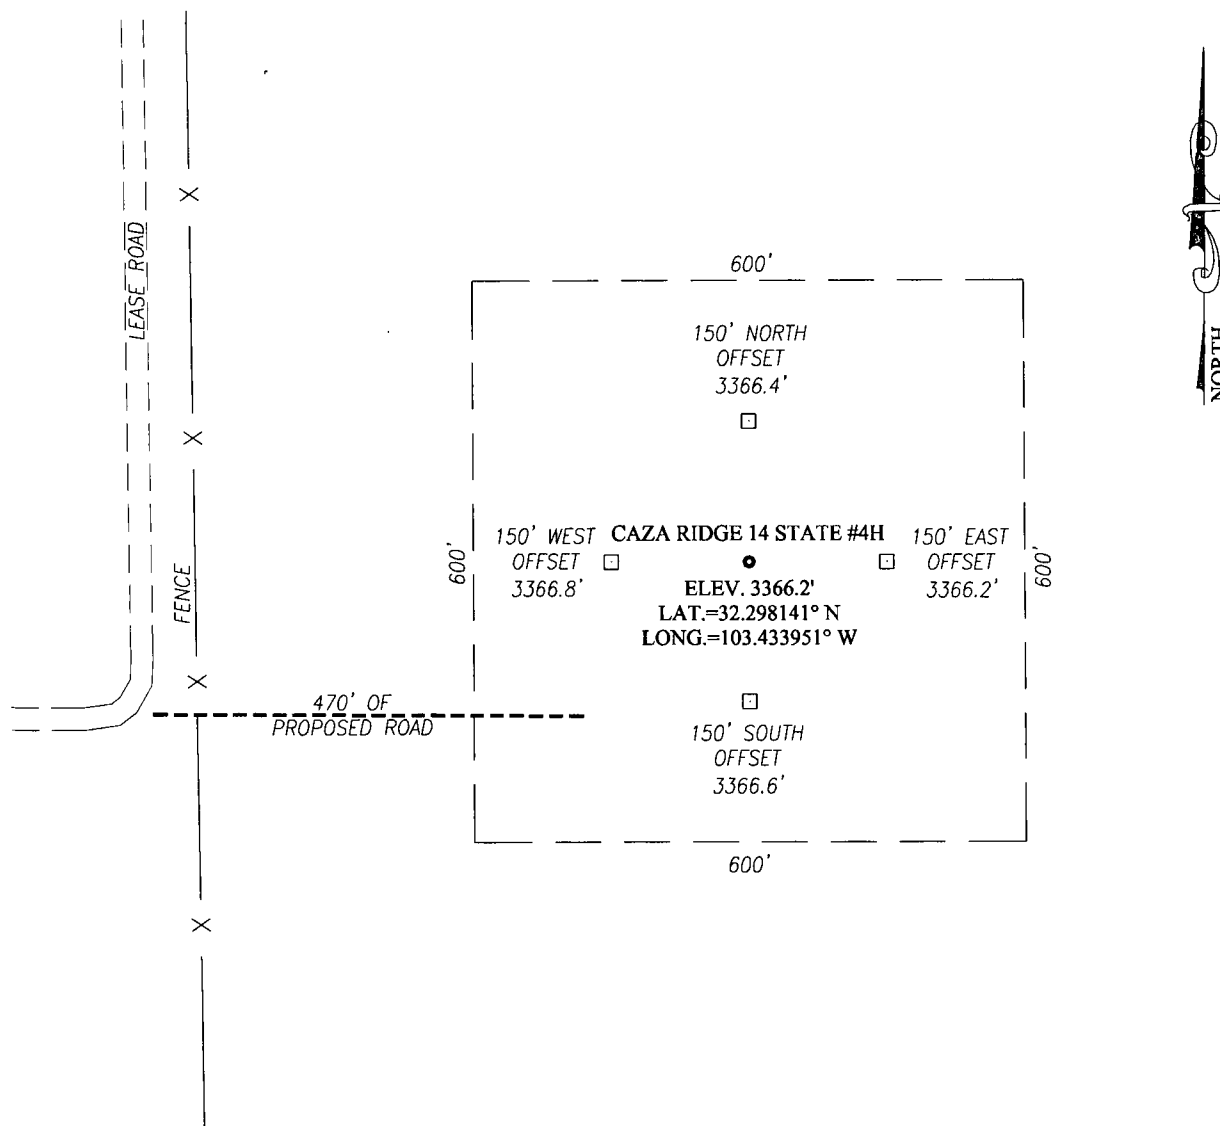 600'
150' NORTH
OFFSET
3366.4'
NORTH
LEASE ROAD
FENCE
600'
150' WEST
OFFSET
3366.8'
CAZA RIDGE 14 STATE #4H
ELEV. 3366.2'
LAT.=32.298141° N
LONG.=103.433951° W
150' EAST
OFFSET
3366.2'
600'
470' OF
PROPOSED ROAD
150' SOUTH
OFFSET
3366.6'
600'
X
X
X
X